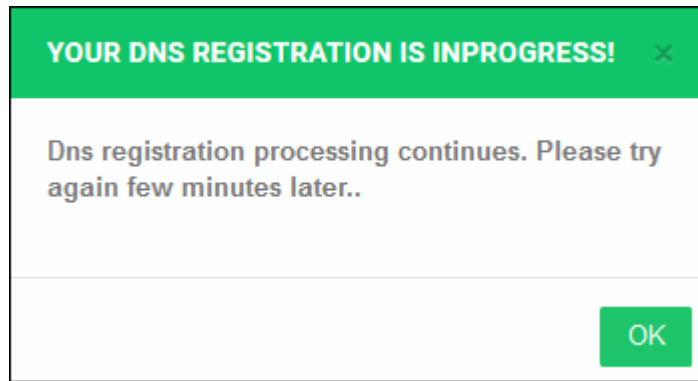 YOUR DNS REGISTRATION IS INPROGRESS! ×
Dns registration processing continues. Please try
again few minutes later..
OK